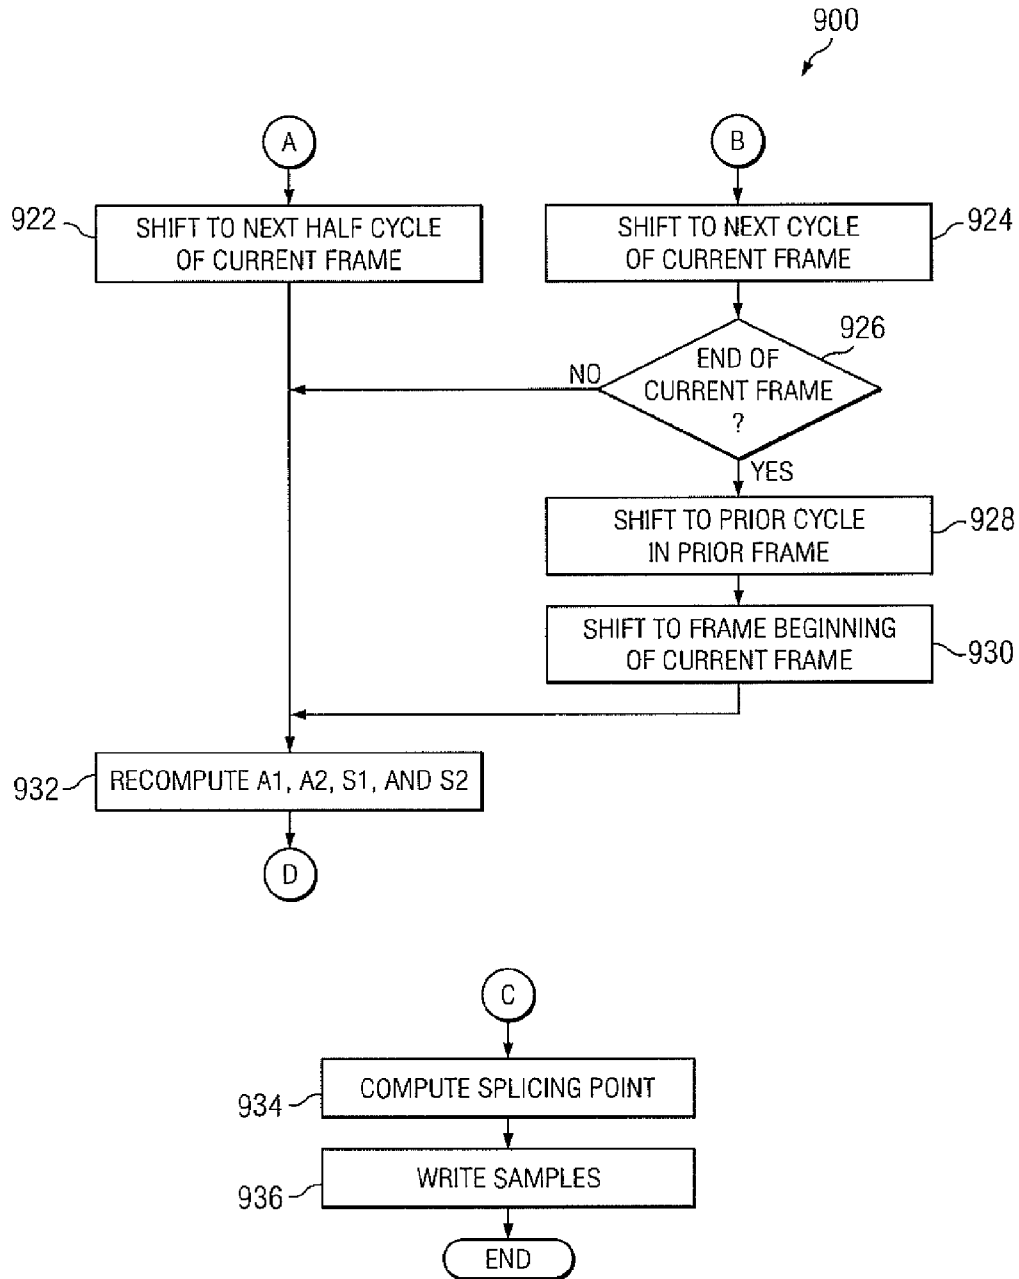 900
A
B
922
SHIFT TO NEXT HALF CYCLE
OF CURRENT FRAME
SHIFT TO NEXT CYCLE
OF CURRENT FRAME
924
926
END OF
CURRENT FRAME
?
NO
YES
SHIFT TO PRIOR CYCLE
IN PRIOR FRAME
928
SHIFT TO FRAME BEGINNING
OF CURRENT FRAME
930
932
RECOMPUTE A1, A2, S1, AND S2
D
C
934
COMPUTE SPLICING POINT
936
WRITE SAMPLES
END